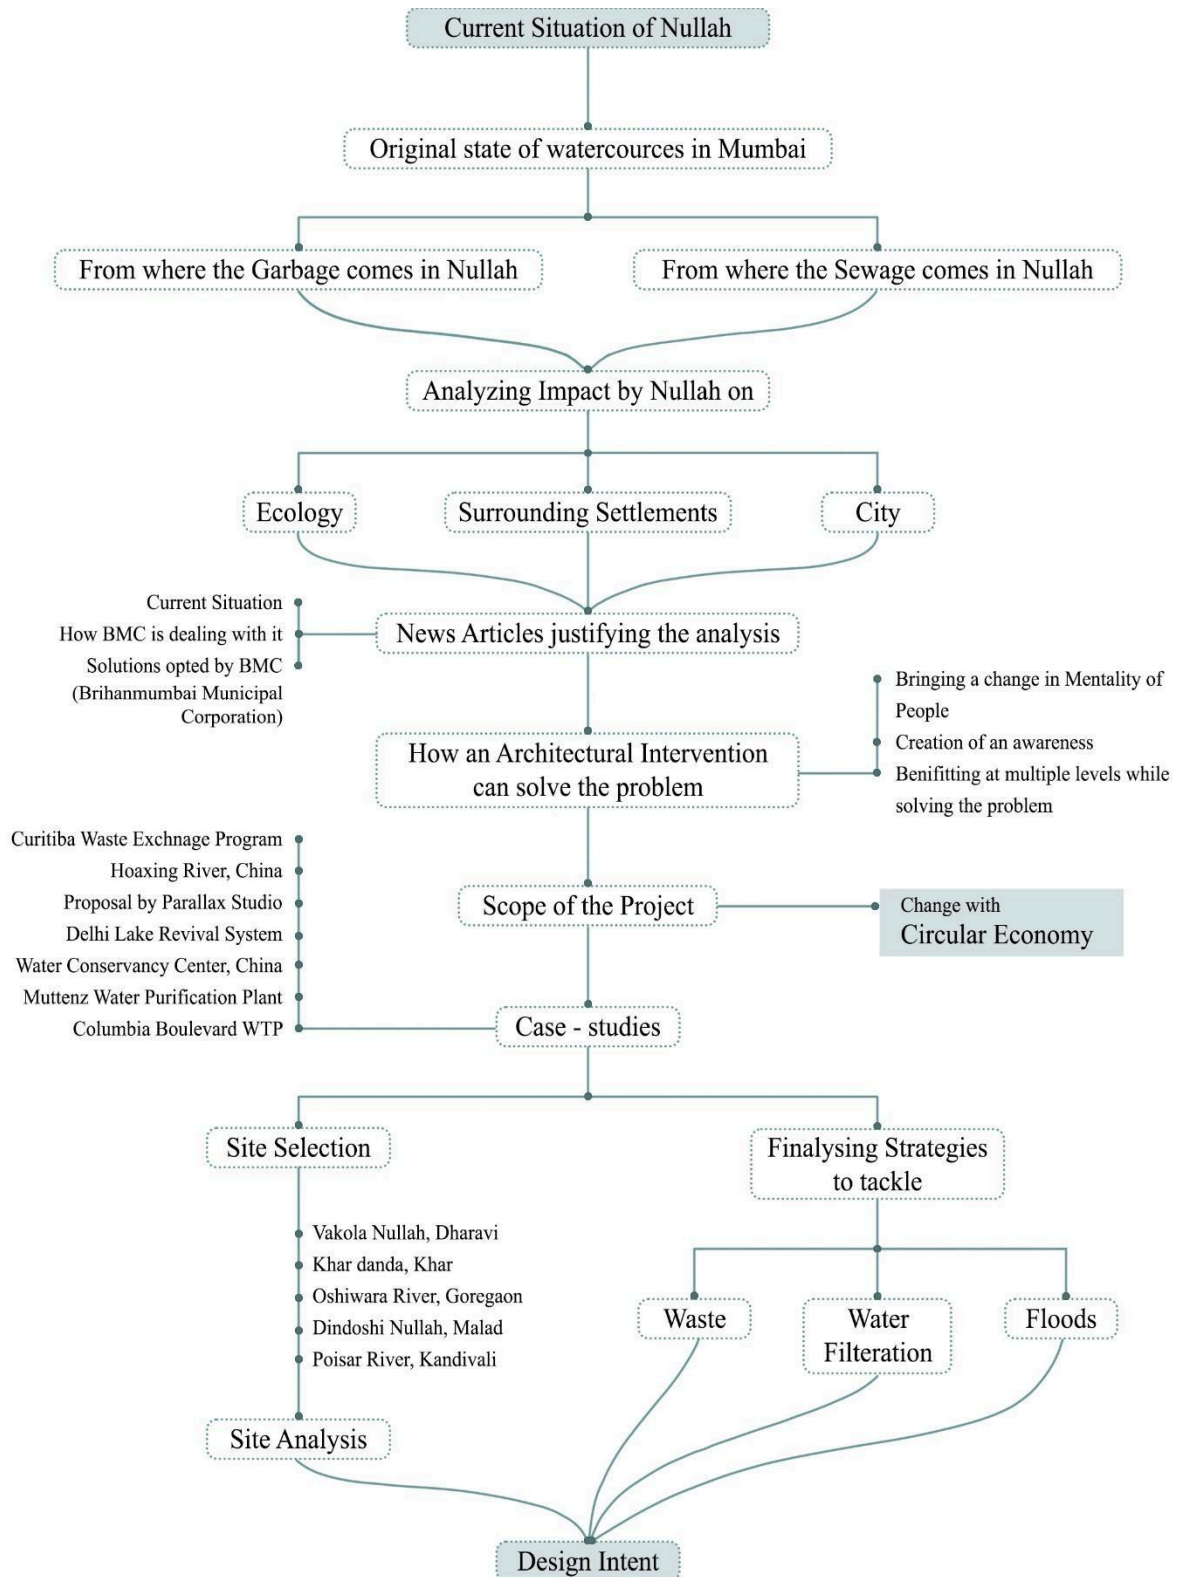 Current Situation of Nullah
Original state of watercources in Mumbai
From where the Garbage comes in Nullah
From where the Sewage comes in Nullah
Analyzing Impact by Nullah on
Ecology
Surrounding Settlements
City
Current Situation
How BMC is dealing with it
Solutions opted by BMC
(Brihanmumbai Municipal
Corporation)
News Articles justifying the analysis
How an Architectural Intervention
can solve the problem
Bringing a change in Mentality of
People
Creation of an awareness
Benifitting at multiple levels while
solving the problem
Scope of the Project
Change with
Circular Economy
Curitiba Waste Exchnage Program
Hoaxing River, China
Proposal by Parallax Studio
Delhi Lake Revival System
Water Conservancy Center, China
Muttenz Water Purification Plant
Columbia Boulevard WTP
Case - studies
Site Selection
Finalysing Strategies
to tackle
Vakola Nullah, Dharavi
Khar danda, Khar
Oshiwara River, Goregaon
Dindoshi Nullah, Malad
Poisar River, Kandivali
Waste
Water
Filteration
Floods
Site Analysis
Design Intent